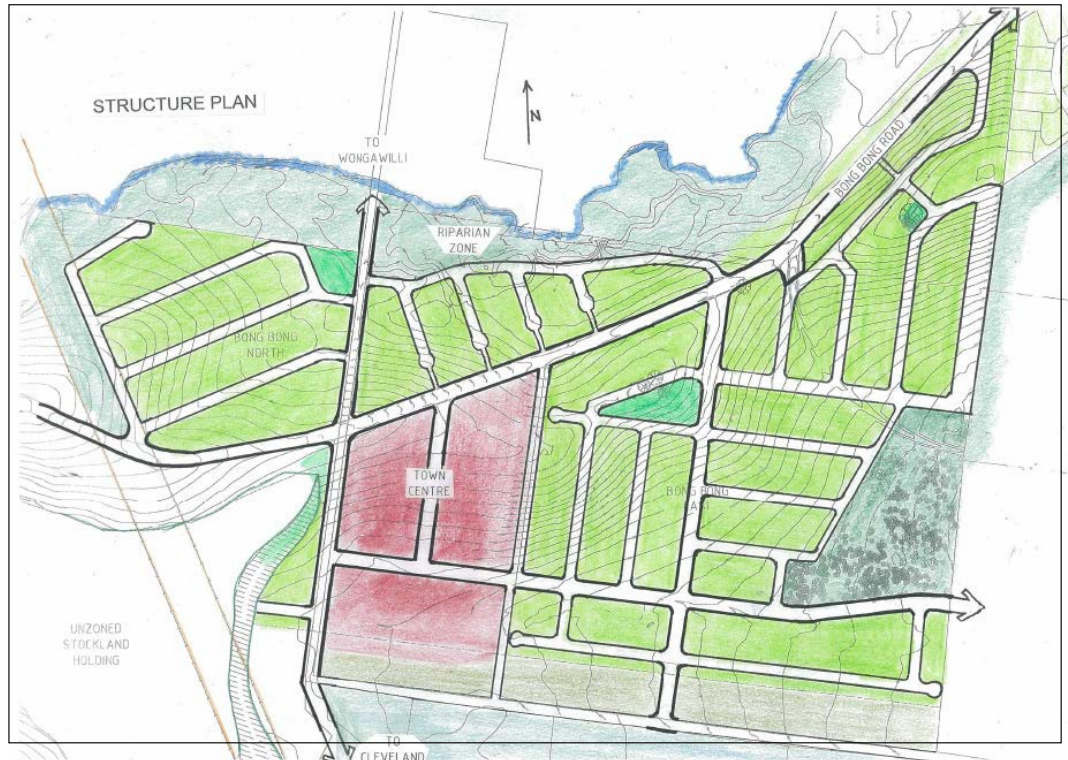 STRUCTURE PLAN
N
TO
WONGAWILLI
BONG BONG ROAD
RIPARIAN
ZONE
BONG BONG
NORTH
TOWN
CENTRE
BONG BONG
UNZONED
STOCKLAND
HOLDING
TO
CLEVELAND